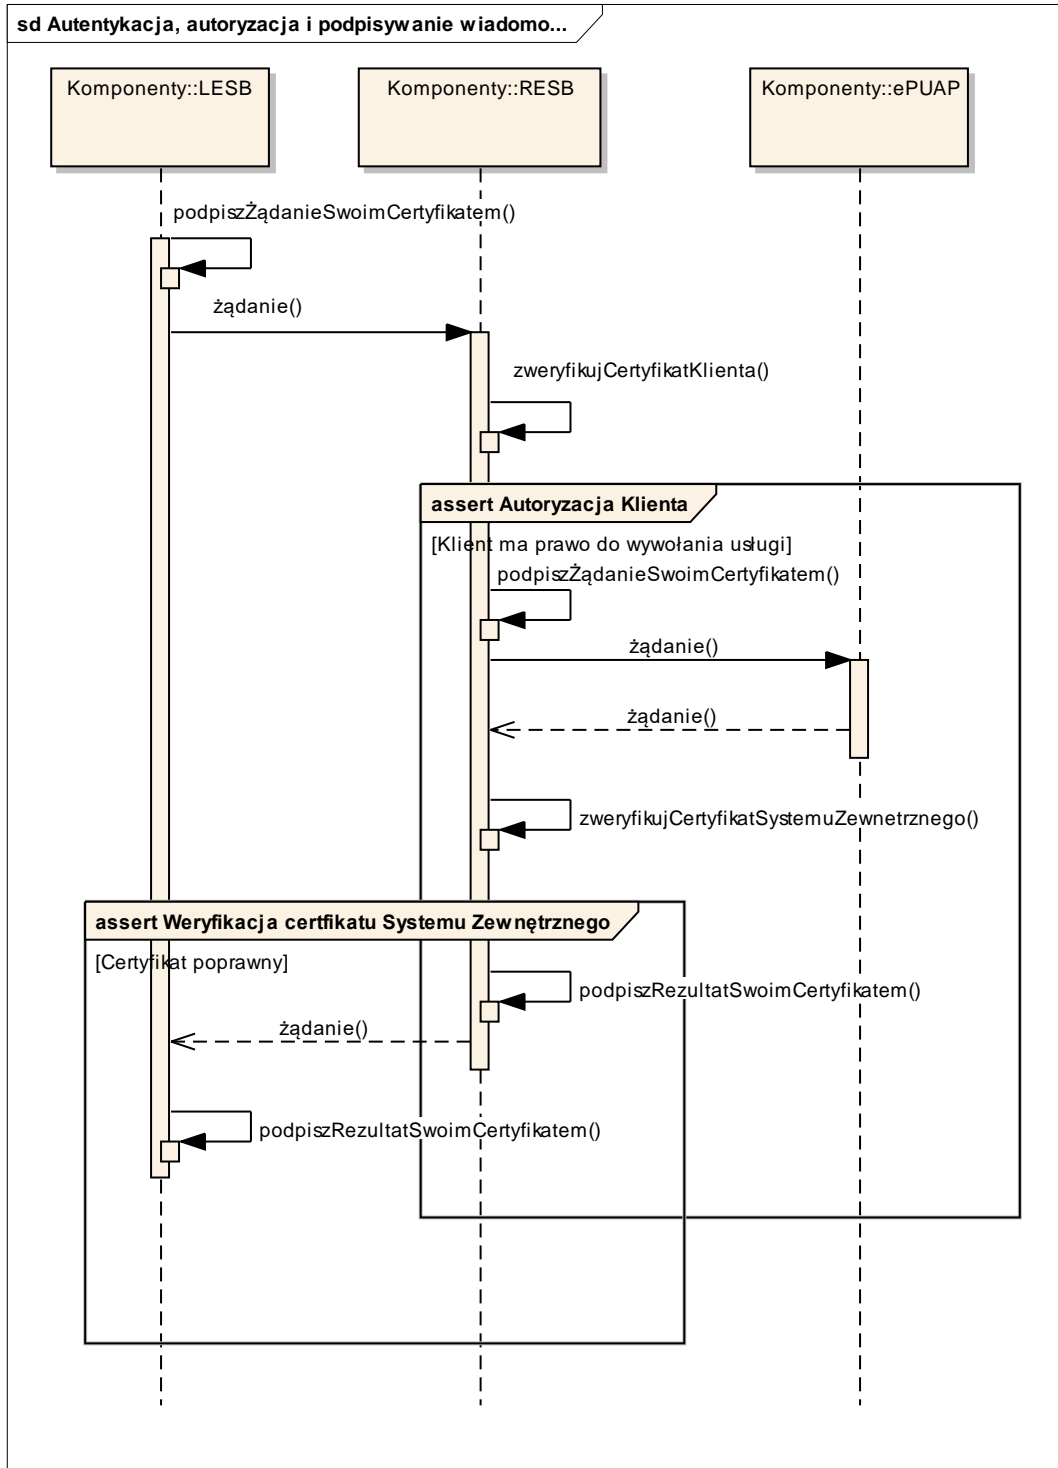 sd Autentykacja, autoryzacja i podpisywanie wiadomo...
Komponenty::LESB
Komponenty::RESB
Komponenty::ePUAP
podpiszŻądanieSwoimCertyfikatem()
żądanie()
zweryfikujCertyfikatKlienta()
assert Autoryzacja Klienta
[Klient ma prawo do wywołania usługi]
podpiszŻądanieSwoimCertyfikatem()
żądanie()
żądanie()
zweryfikujCertyfikatSystemuZewnetrznego()
assert Weryfikacja certfikatu Systemu Zewnętrznego
[Certyfikat poprawny]
podpiszRezultatSwoimCertyfikatem()
żądanie()
podpiszRezultatSwoimCertyfikatem()